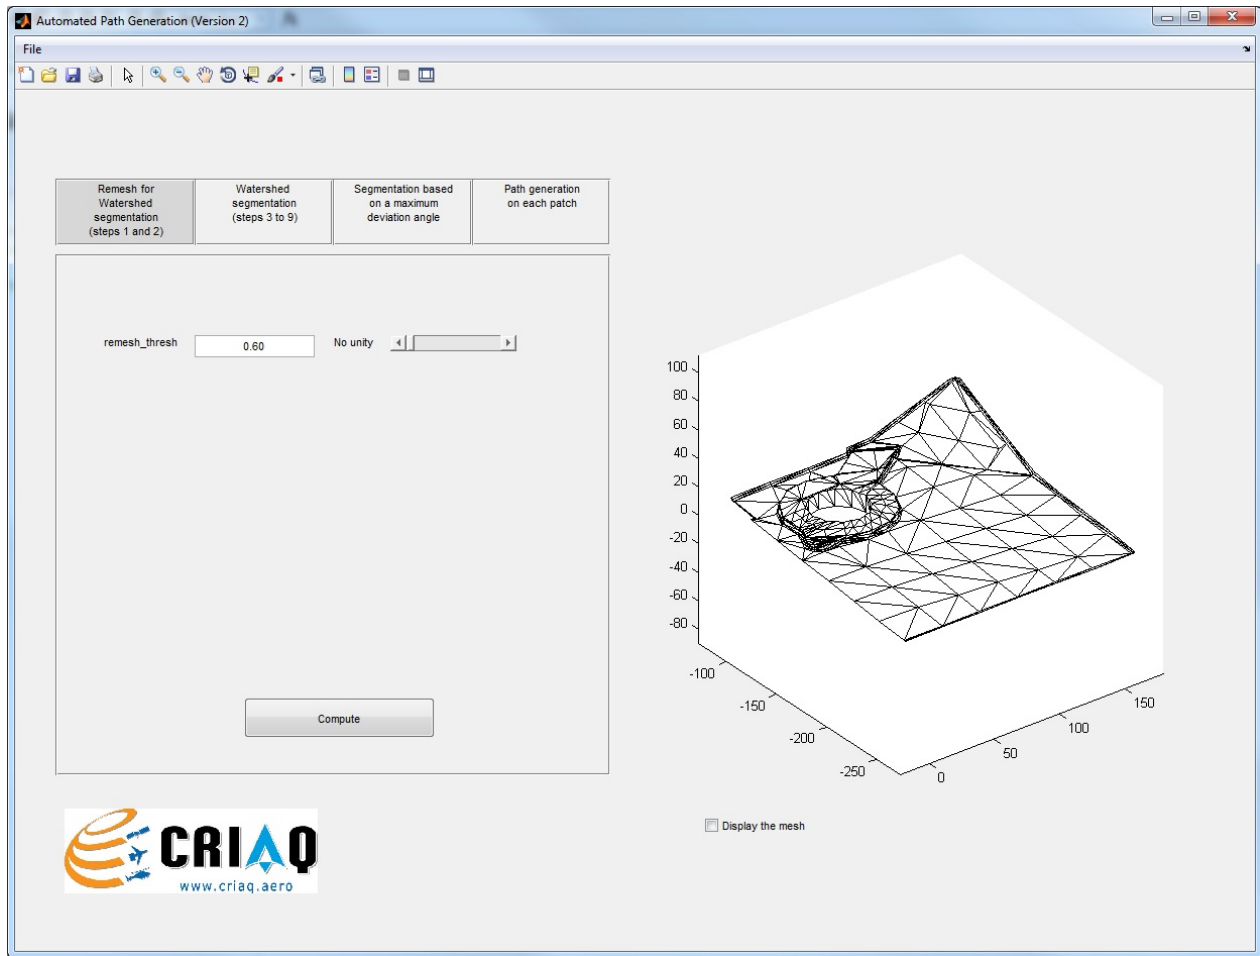 Automated Path Generation (Version 2)
File
Remesh for
Watershed
segmentation
(steps 1 and 2)
Watershed
segmentation
(steps 3 to 9)
Segmentation based
on a maximum
deviation angle
Path generation
on each patch
remesh_thresh
0.60
No unity
Compute
100
80
60
40
20
0
-20
-40
-60
-80
-100
-150
-200
-250
0
50
100
150
Display the mesh
CRIAQ
www.criaq.aero